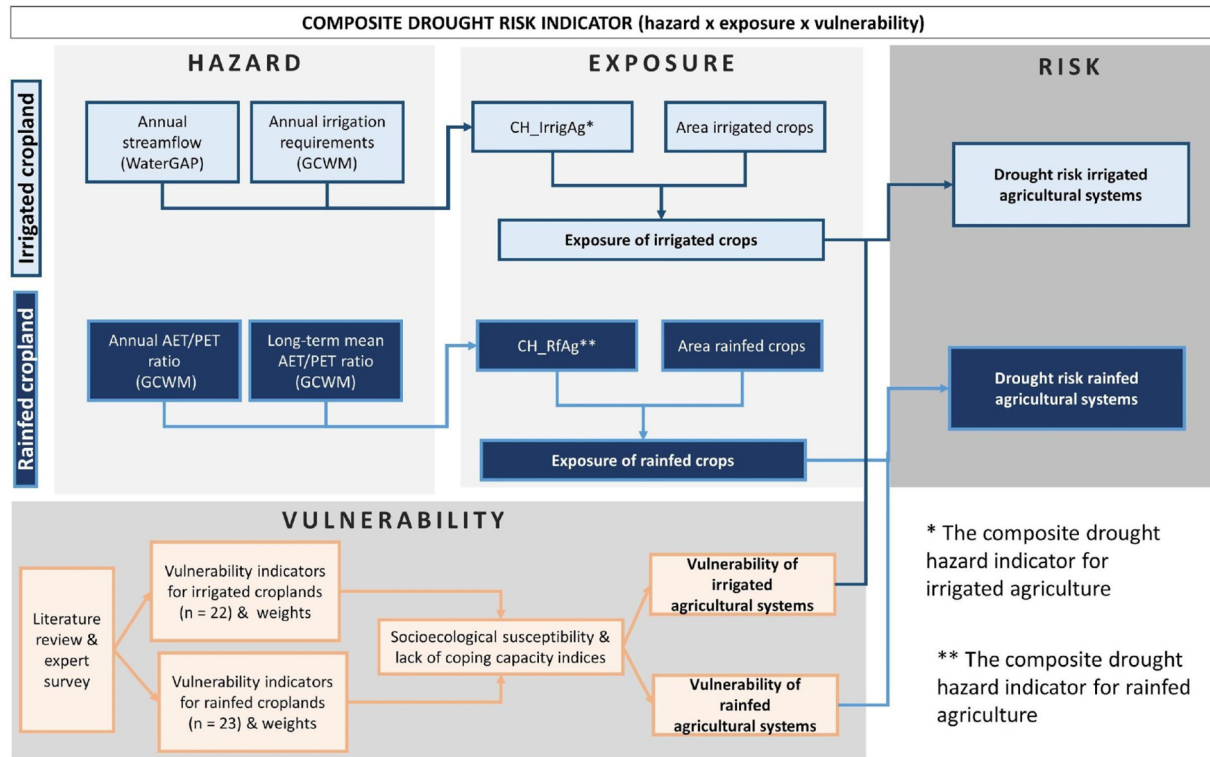 COMPOSITE DROUGHT RISK INDICATOR (hazard x exposure x vulnerability)
HAZARD
EXPOSURE
RISK
Irrigated cropland
Annual
streamflow
(WaterGAP)
Annual irrigation
requirements
(GCWM)
CH_IrrigAg*
Area irrigated crops
Exposure of irrigated crops
Drought risk irrigated
agricultural systems
Rainfed cropland
Annual AET/PET
ratio
(GCWM)
Long-term mean
AET/PET ratio
(GCWM)
CH_RfAg**
Area rainfed crops
Exposure of rainfed crops
Drought risk rainfed
agricultural systems
VULNERABILITY
Literature
review &
expert
survey
Vulnerability indicators
for irrigated croplands
(n = 22) & weights
Vulnerability indicators
for rainfed croplands
(n = 23) & weights
Socioecological susceptibility &
lack of coping capacity indices
Vulnerability of
irrigated
agricultural systems
Vulnerability of
rainfed
agricultural systems
* The composite drought
hazard indicator for
irrigated agriculture
** The composite drought
hazard indicator for rainfed
agriculture